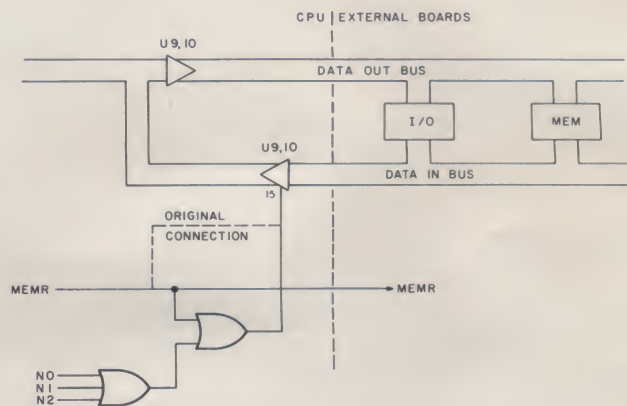 CPU | EXTERNAL BOARDS
U9,10
DATA OUT BUS
I/O
MEM
U9,10
DATA IN BUS
15
ORIGINAL
CONNECTION
MEMR
MEMR
N0
N1
N2